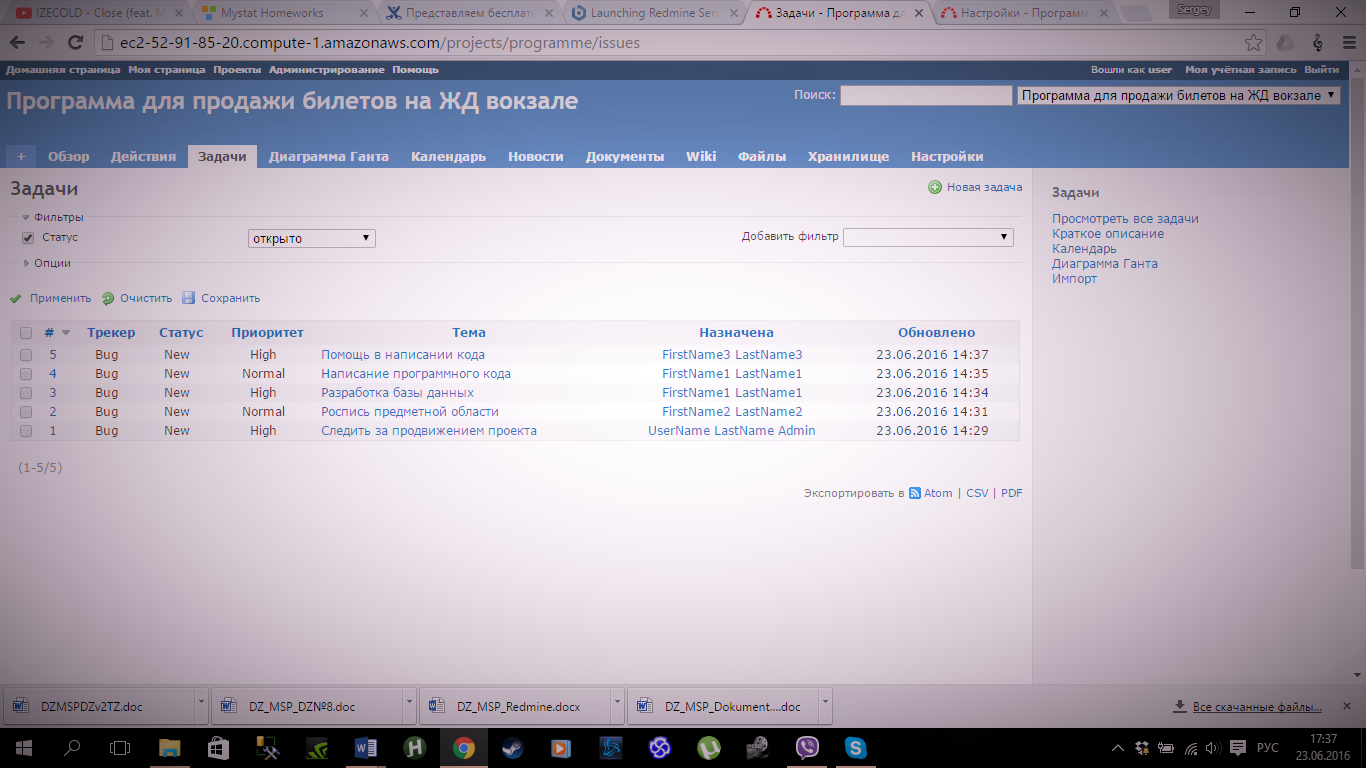 IZECOLD - Close (feat. M
Mystat Homeworks
Представляем бесплат
Launching Redmine Ser
Задачи - Программа дл
Настройки - Программ
Sergey
ec2-52-91-85-20.compute-1.amazonaws.com/projects/programme/issues
Домашняя страница Моя страница Проекты Администрирование Помощь
Вошли как user Моя учётная запись Выйти
Программа для продажи билетов на ЖД вокзале
Поиск:
Программа для продажи билетов на ЖД вокзале
+ Обзор Действия Задачи Диаграмма Ганта Календарь Новости Документы Wiki Файлы Хранилище Настройки
Задачи
Новая задача
Фильтры
Статус
открыто
Добавить фильтр
Опции
Применить Очистить Сохранить
# Трекер Статус Приоритет Тема Назначена Обновлено
5 Bug New High Помощь в написании кода FirstName3 LastName3 23.06.2016 14:37
4 Bug New Normal Написание программного кода FirstName1 LastName1 23.06.2016 14:35
3 Bug New High Разработка базы данных FirstName1 LastName1 23.06.2016 14:34
2 Bug New Normal Роспись предметной области FirstName2 LastName2 23.06.2016 14:31
1 Bug New High Следить за продвижением проекта UserName LastName Admin 23.06.2016 14:29
(1-5/5)
Экспортировать в Atom | CSV | PDF
Задачи
Просмотреть все задачи
Краткое описание
Календарь
Диаграмма Ганта
Импорт
DZMSPDZv2TZ.doc
DZ_MSP_DZNº8.doc
DZ_MSP_Redmine.docx
DZ_MSP_Dokument....doc
Все скачанные файлы...
РУС
17:37
23.06.2016